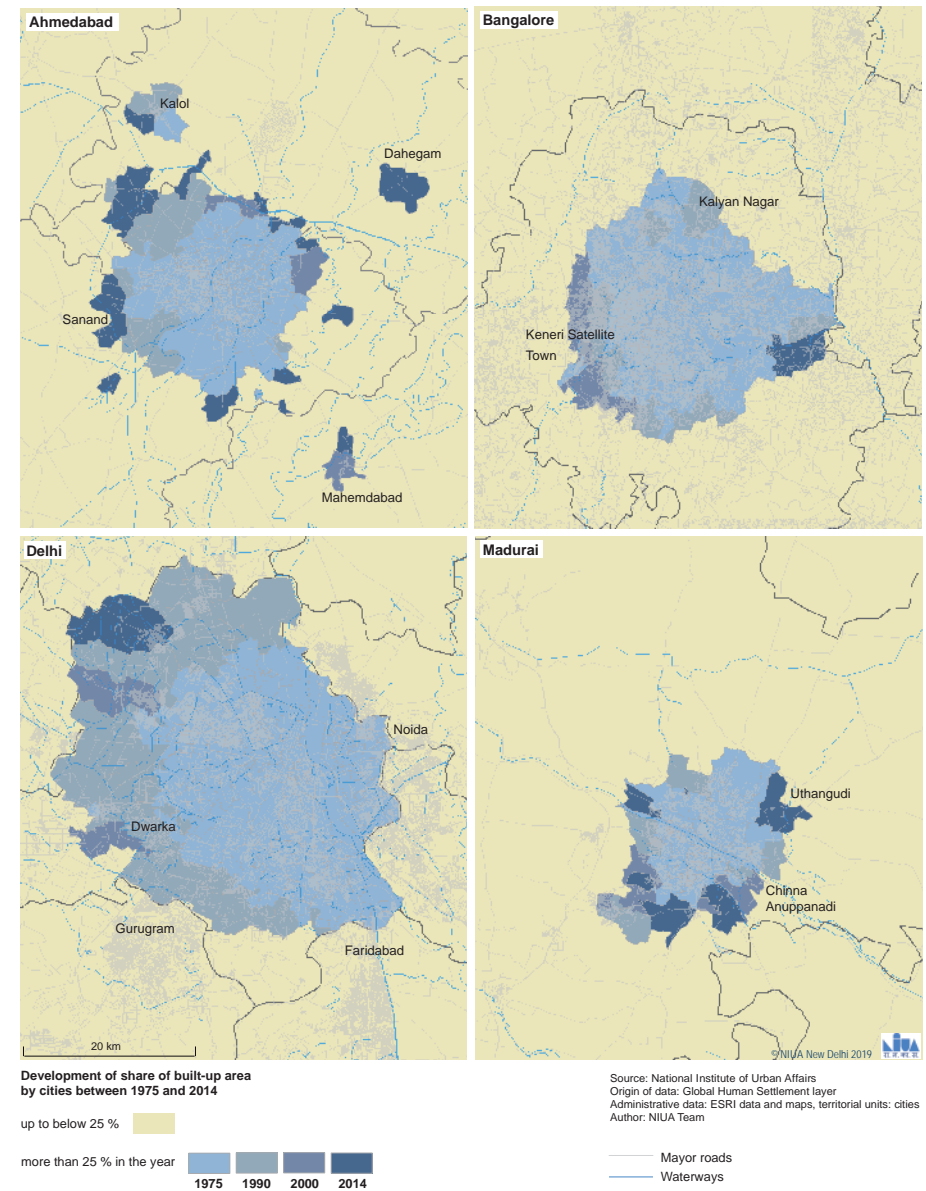 Ahmedabad
Kalol
Dahegam
Sanand
Mahemdabad
Bangalore
Kalyan Nagar
Keneri Satellite
Town
Delhi
Noida
Dwarka
Gurugram
Faridabad
20 km
Madurai
Uthangudi
Chinna
Anuppanadi
© NIUA New Delhi 2019
NIUA
रा.न.का.सं.
Development of share of built-up area
by cities between 1975 and 2014
up to below 25 %
more than 25 % in the year
1975 1990 2000 2014
Source: National Institute of Urban Affairs
Origin of data: Global Human Settlement layer
Administrative data: ESRI data and maps, territorial units: cities
Author: NIUA Team
Mayor roads
Waterways